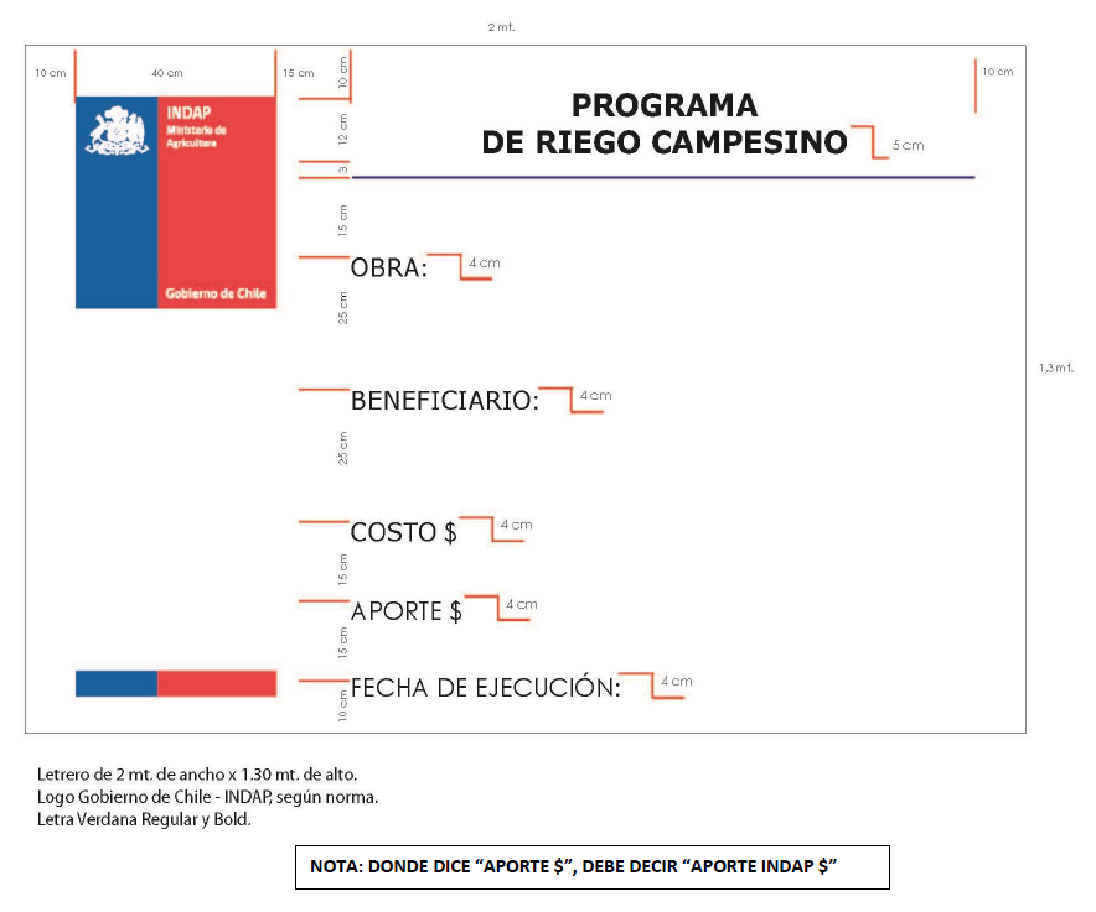 2 mt.
10 cm
40 cm
15 cm
10 cm
10 cm
INDAP
Ministerio de
Agricultura
Gobierno de Chile
12 cm
3
PROGRAMA
DE RIEGO CAMPESINO
5 cm
15 cm
OBRA:
4 cm
25 cm
1,3 mt.
BENEFICIARIO:
4 cm
25 cm
COSTO $
4 cm
15 cm
APORTE $
4 cm
15 cm
FECHA DE EJECUCIÓN:
4 cm
10 cm
Letrero de 2 mt. de ancho x 1.30 mt. de alto.
Logo Gobierno de Chile - INDAP, según norma.
Letra Verdana Regular y Bold.
NOTA: DONDE DICE “APORTE $”, DEBE DECIR “APORTE INDAP $”